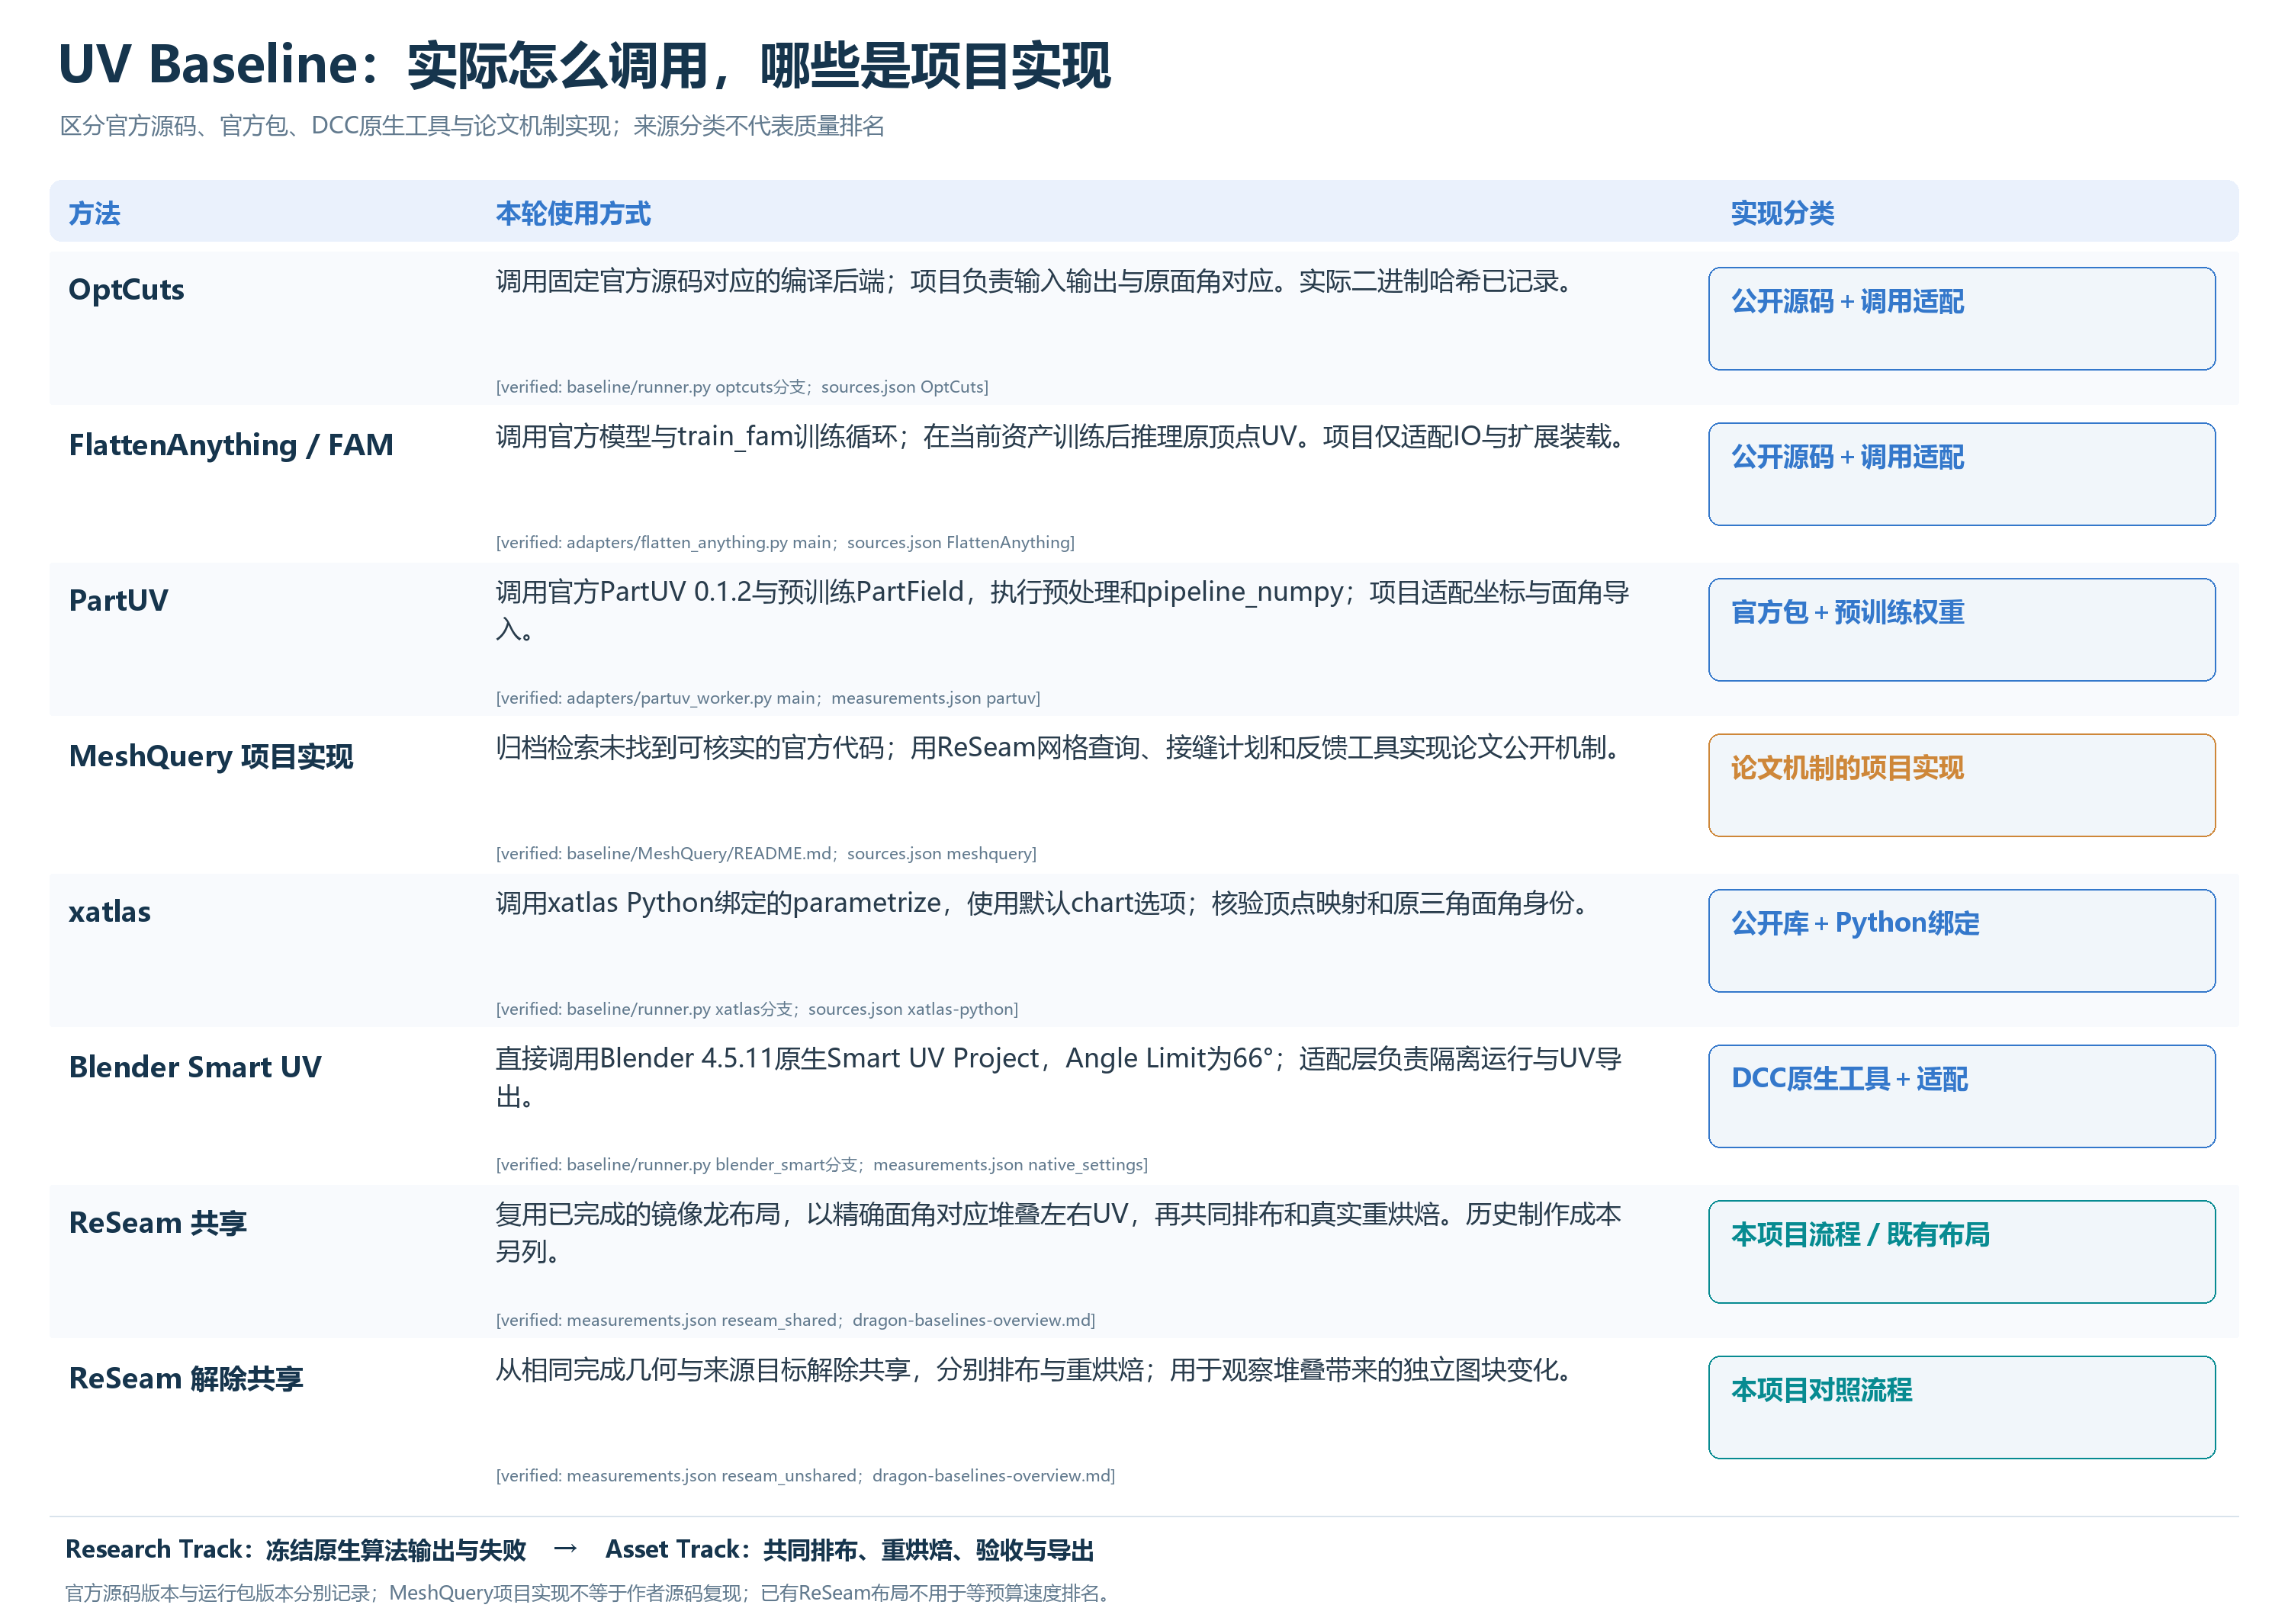 UV Baseline：实际怎么调用，哪些是项目实现
区分官方源码、官方包、DCC原生工具与论文机制实现；来源分类不代表质量排名
方法
本轮使用方式
实现分类
OptCuts
调用固定官方源码对应的编译后端；项目负责输入输出与原面角对应。实际二进制哈希已记录。
[verified: baseline/runner.py optcuts分支；sources.json OptCuts]
公开源码 + 调用适配
FlattenAnything / FAM
调用官方模型与train_fam训练循环；在当前资产训练后推理原顶点UV。项目仅适配IO与扩展装载。
[verified: adapters/flatten_anything.py main；sources.json FlattenAnything]
公开源码 + 调用适配
PartUV
调用官方PartUV 0.1.2与预训练PartField，执行预处理和pipeline_numpy；项目适配坐标与面角导
入。
[verified: adapters/partuv_worker.py main；measurements.json partuv]
官方包 + 预训练权重
MeshQuery 项目实现
归档检索未找到可核实的官方代码；用ReSeam网格查询、接缝计划和反馈工具实现论文公开机制。
[verified: baseline/MeshQuery/README.md；sources.json meshquery]
论文机制的项目实现
xatlas
调用xatlas Python绑定的parametrize，使用默认chart选项；核验顶点映射和原三角面角身份。
[verified: baseline/runner.py xatlas分支；sources.json xatlas-python]
公开库 + Python绑定
Blender Smart UV
直接调用Blender 4.5.11原生Smart UV Project，Angle Limit为66°；适配层负责隔离运行与UV导
出。
[verified: baseline/runner.py blender_smart分支；measurements.json native_settings]
DCC原生工具 + 适配
ReSeam 共享
复用已完成的镜像龙布局，以精确面角对应堆叠左右UV，再共同排布和真实重烘焙。历史制作成本
另列。
[verified: measurements.json reseam_shared；dragon-baselines-overview.md]
本项目流程 / 既有布局
ReSeam 解除共享
从相同完成几何与来源目标解除共享，分别排布与重烘焙；用于观察堆叠带来的独立图块变化。
[verified: measurements.json reseam_unshared；dragon-baselines-overview.md]
本项目对照流程
Research Track：冻结原生算法输出与失败 → Asset Track：共同排布、重烘焙、验收与导出
官方源码版本与运行包版本分别记录；MeshQuery项目实现不等于作者源码复现；已有ReSeam布局不用于等预算速度排名。